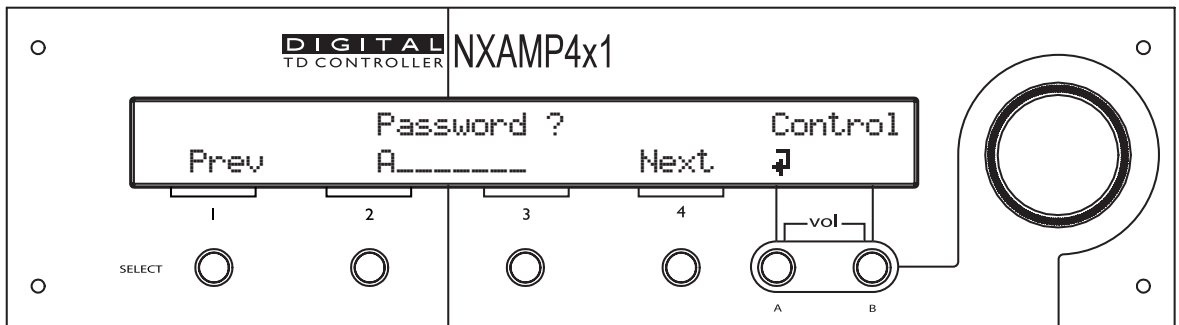 DIGITAL
TD CONTROLLER
NXAMP4x1
Password ? Control
Prev A_______ Next
1 2 3 4
vol
SELECT
A B